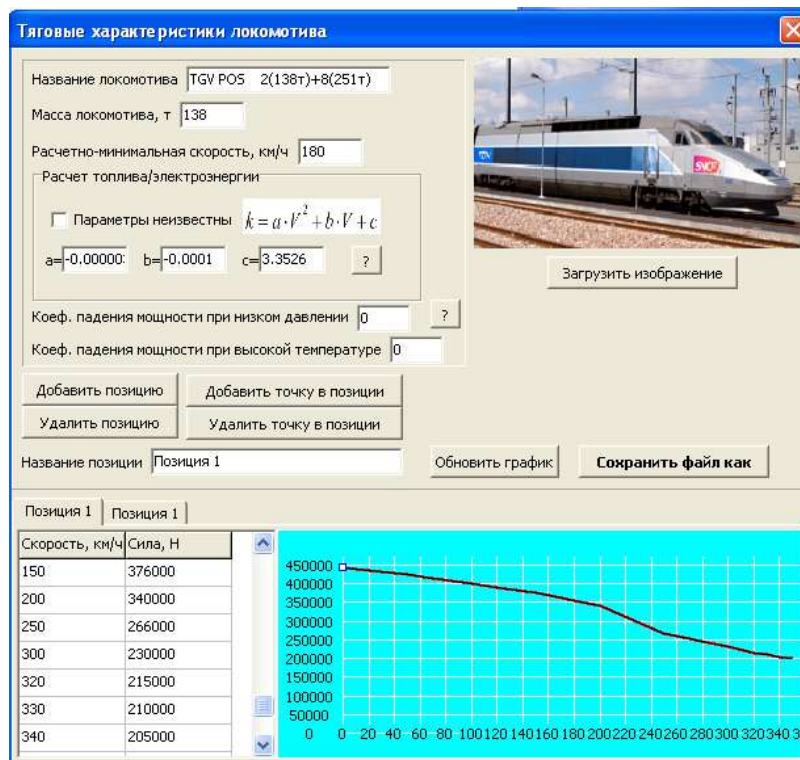 Тяговые характеристики локомотива
Название локомотива TGV POS 2(138т)+8(251т)
Масса локомотива, т 138
Расчетно-минимальная скорость, км/ч 180
Расчет топлива/электроэнергии
Параметры неизвестны k = a·V² + b·V + c
a= -0.00000 b= -0.0001 c= 3.3526 ?
Коеф. падения мощности при низком давлении 0 ?
Коеф. падения мощности при высокой температуре 0
SNCF
Загрузить изображение
Добавить позицию Добавить точку в позиции
Удалить позицию Удалить точку в позиции
Название позиции Позиция 1 Обновить график Сохранить файл как
Позиция 1 Позиция 1
Скорость, км/ч Сила, Н
150 376000
200 340000
250 266000
300 230000
320 215000
330 210000
340 205000
450000
400000
350000
300000
250000
200000
150000
100000
50000
0 0 20 40 60 80 100 120 140 160 180 200 220 240 260 280 300 320 340